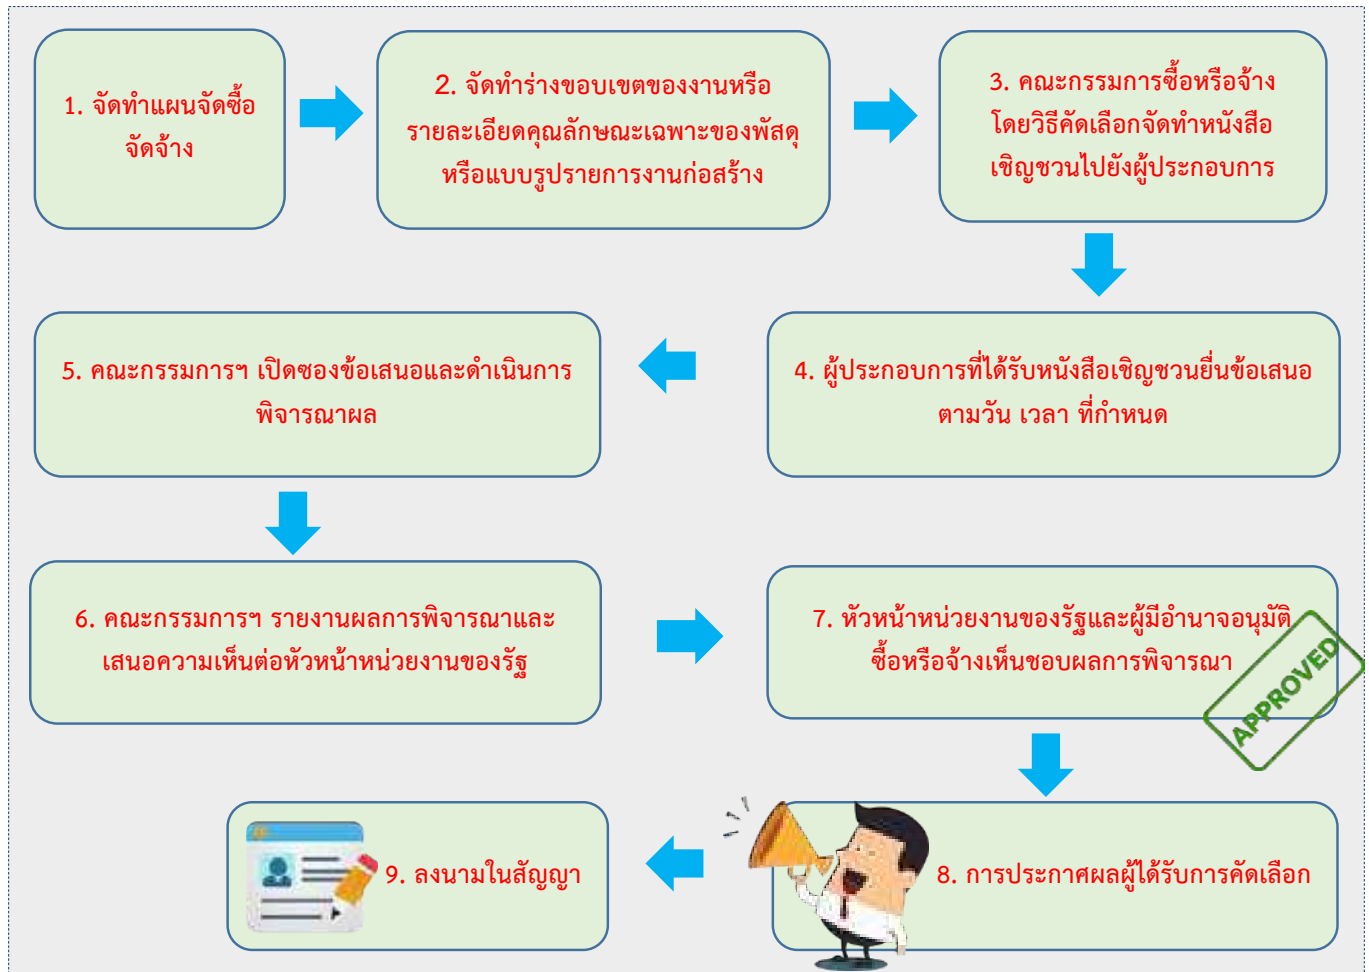 1. จัดทำแผนจัดซื้อ
จัดจ้าง
2. จัดทำร่างขอบเขตของงานหรือ
รายละเอียดคุณลักษณะเฉพาะของพัสดุ
หรือแบบรูปรายการงานก่อสร้าง
3. คณะกรรมการซื้อหรือจ้าง
โดยวิธีคัดเลือกจัดทำหนังสือ
เชิญชวนไปยังผู้ประกอบการ
4. ผู้ประกอบการที่ได้รับหนังสือเชิญชวนยื่นข้อเสนอ
ตามวัน เวลา ที่กำหนด
5. คณะกรรมการฯ เปิดซองข้อเสนอและดำเนินการ
พิจารณาผล
6. คณะกรรมการฯ รายงานผลการพิจารณาและ
เสนอความเห็นต่อหัวหน้าหน่วยงานของรัฐ
7. หัวหน้าหน่วยงานของรัฐและผู้มีอำนาจอนุมัติ
ซื้อหรือจ้างเห็นชอบผลการพิจารณา
APPROVED
8. การประกาศผลผู้ได้รับการคัดเลือก
9. ลงนามในสัญญา